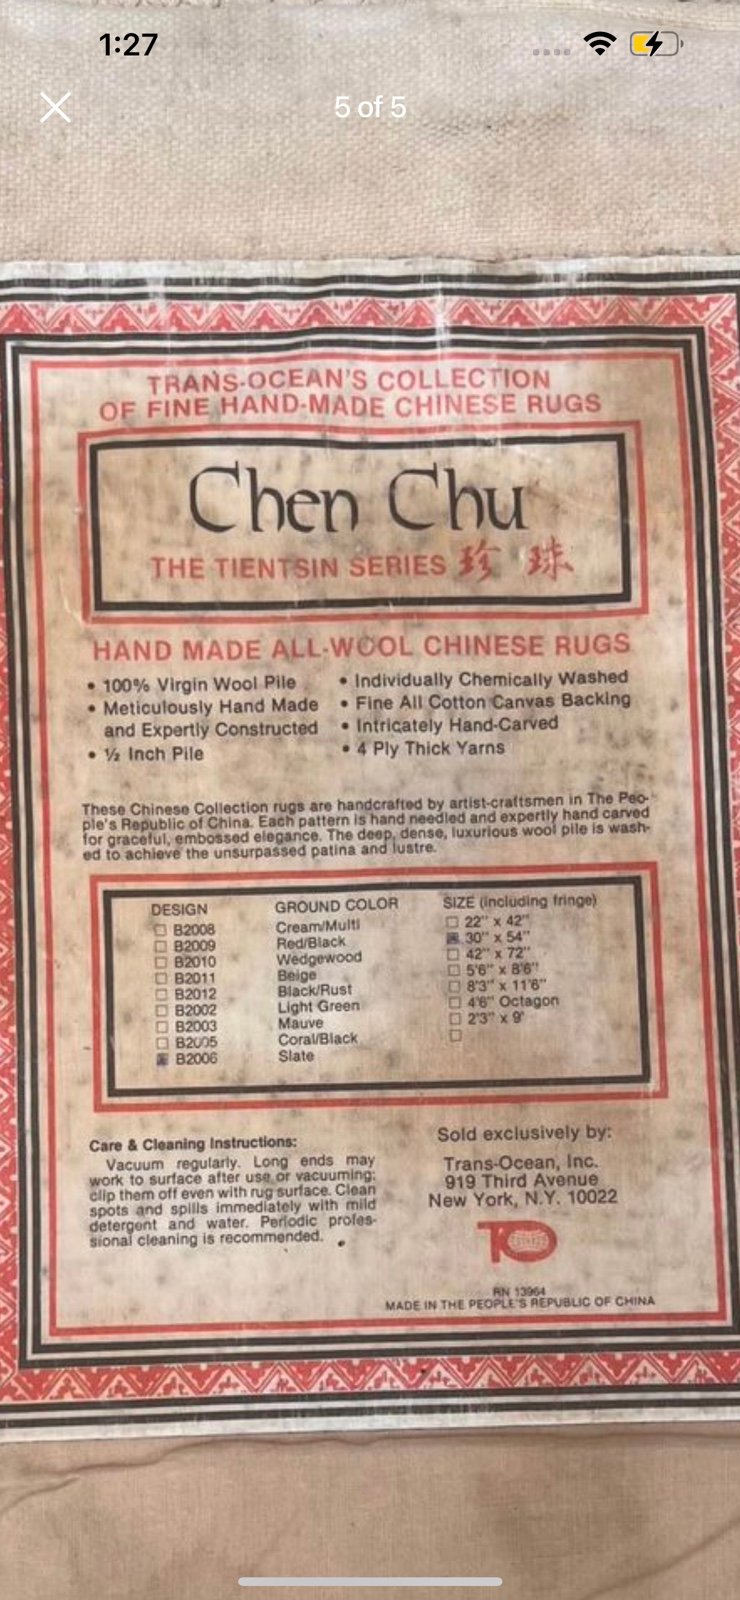 1:27
5 of 5
TRANS-OCEAN'S COLLECTION
OF FINE HAND-MADE CHINESE RUGS
Chen Chu
THE TIENTSIN SERIES 珍 珠
HAND MADE ALL-WOOL CHINESE RUGS
• 100% Virgin Wool Pile
• Meticulously Hand Made
and Expertly Constructed
• ½ Inch Pile
• Individually Chemically Washed
• Fine All Cotton Canvas Backing
• Intricately Hand-Carved
• 4 Ply Thick Yarns
These Chinese Collection rugs are handcrafted by artist-craftsmen in The Peo-
ple's Republic of China. Each pattern is hand needled and expertly hand carved
for graceful, embossed elegance. The deep, dense, luxurious wool pile is wash-
ed to achieve the unsurpassed patina and lustre.
DESIGN GROUND COLOR
B2008 Cream/Multi
B2009 Red/Black
B2010 Wedgewood
B2011 Beige
B2012 Black/Rust
B2002 Light Green
B2003 Mauve
B2005 Coral/Black
B2006 Slate
SIZE (including fringe)
22" x 42"
30" x 54"
42" x 72"
5'6" x 8'6"
8'3" x 11'6"
4'6" Octagon
2'3" x 9'
Care & Cleaning Instructions:
Vacuum regularly. Long ends may
work to surface after use or vacuuming;
clip them off even with rug surface. Clean
spots and spills immediately with mild
detergent and water. Periodic profes-
sional cleaning is recommended.
Sold exclusively by:
Trans-Ocean, Inc.
919 Third Avenue
New York, N.Y. 10022
TO
RN 13964
MADE IN THE PEOPLE'S REPUBLIC OF CHINA